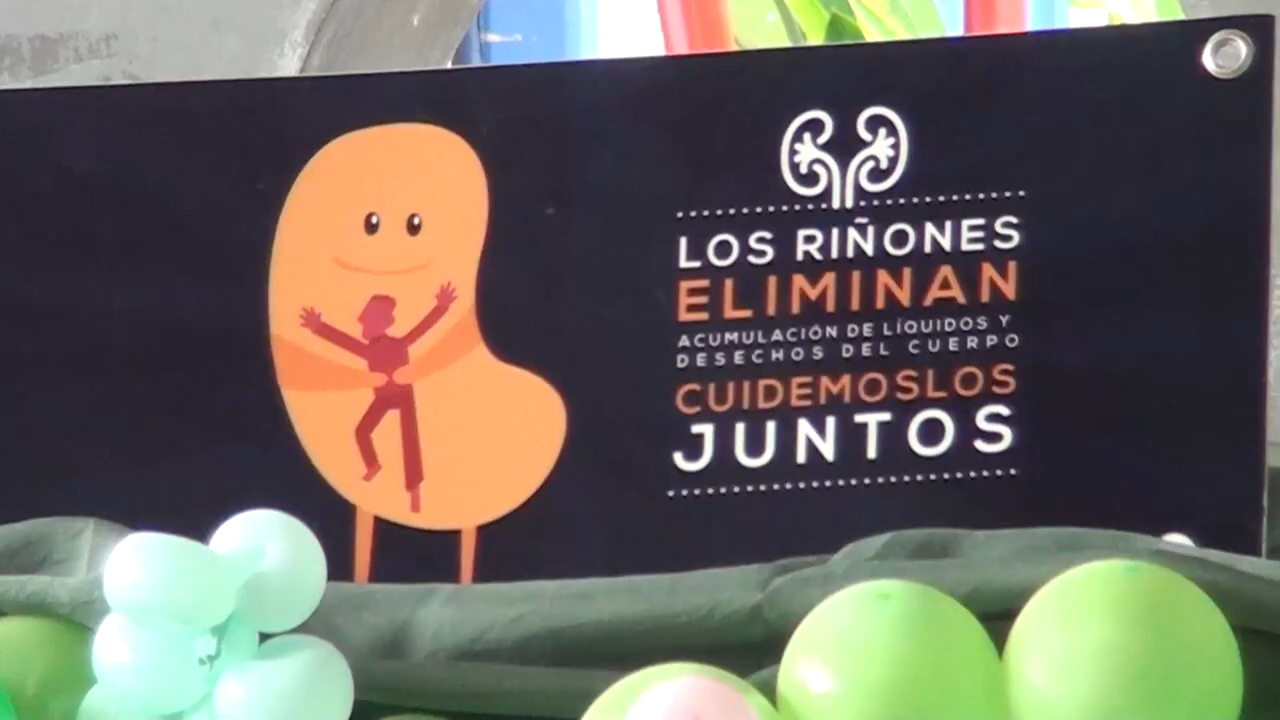 LOS RIÑONES
ELIMINAN
ACUMULACIÓN DE LÍQUIDOS Y
DESECHOS DEL CUERPO
CUIDEMOSLOS
JUNTOS